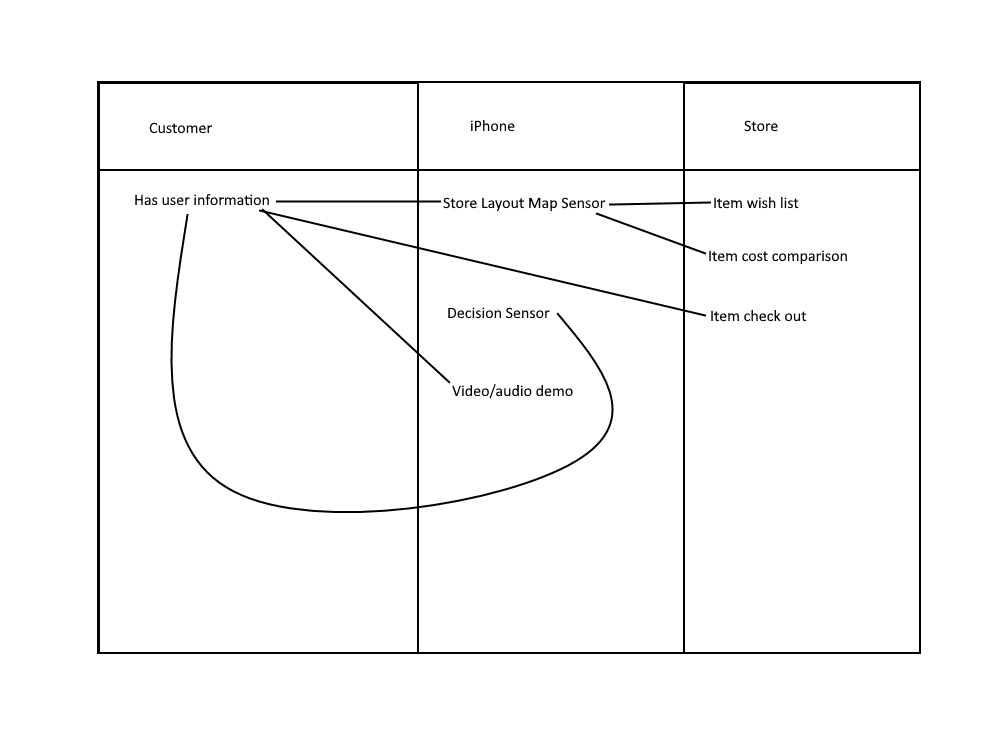 Customer
iPhone
Store
Has user information
Store Layout Map Sensor
Item wish list
Item cost comparison
Decision Sensor
Item check out
Video/audio demo